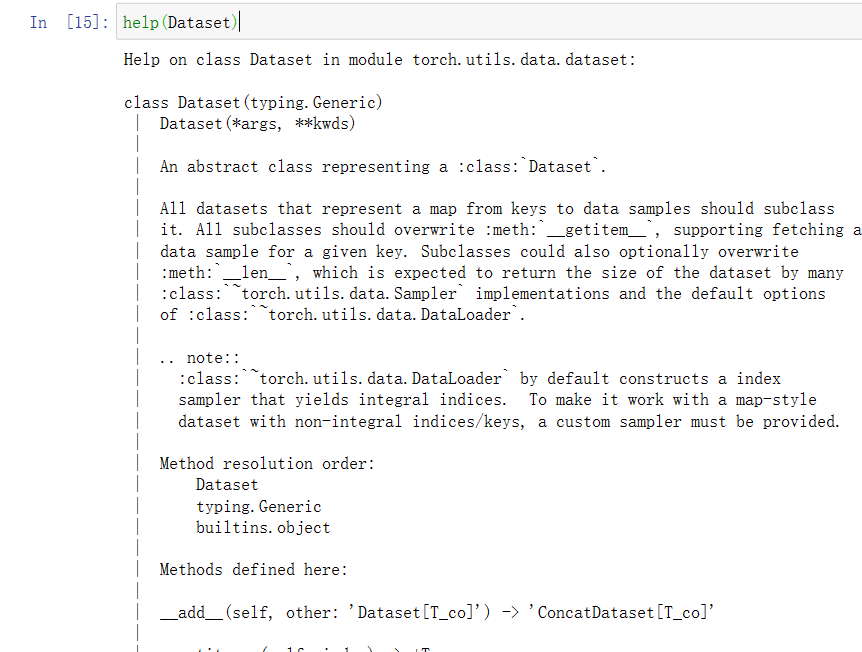 In [15]: help(Dataset)
Help on class Dataset in module torch.utils.data.dataset:
class Dataset(typing.Generic)
| Dataset(*args, **kwds)
|
| An abstract class representing a :class:`Dataset`.
|
| All datasets that represent a map from keys to data samples should subclass
| it. All subclasses should overwrite :meth:`__getitem__`, supporting fetching a
| data sample for a given key. Subclasses could also optionally overwrite
| :meth:`__len__`, which is expected to return the size of the dataset by many
| :class:`~torch.utils.data.Sampler` implementations and the default options
| of :class:`~torch.utils.data.DataLoader`.
|
| .. note::
| :class:`~torch.utils.data.DataLoader` by default constructs a index
| sampler that yields integral indices. To make it work with a map-style
| dataset with non-integral indices/keys, a custom sampler must be provided.
|
| Method resolution order:
| Dataset
| typing.Generic
| builtins.object
|
| Methods defined here:
|
| __add__(self, other: 'Dataset[T_co]') -> 'ConcatDataset[T_co]'
|